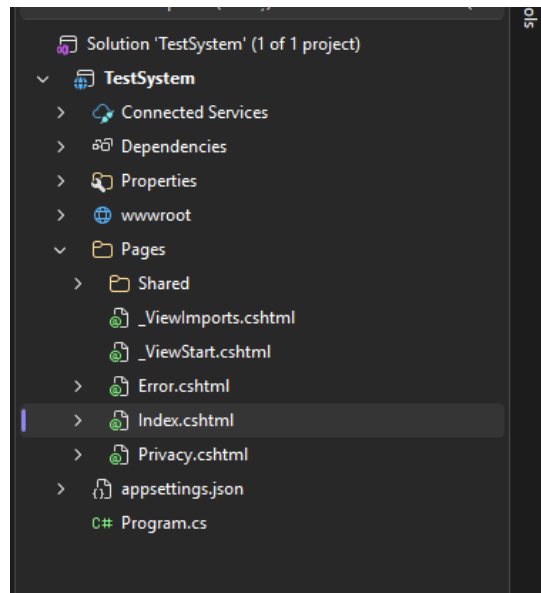 Solution 'TestSystem' (1 of 1 project)
TestSystem
Connected Services
Dependencies
Properties
wwwroot
Pages
Shared
_ViewImports.cshtml
_ViewStart.cshtml
Error.cshtml
Index.cshtml
Privacy.cshtml
appsettings.json
C# Program.cs